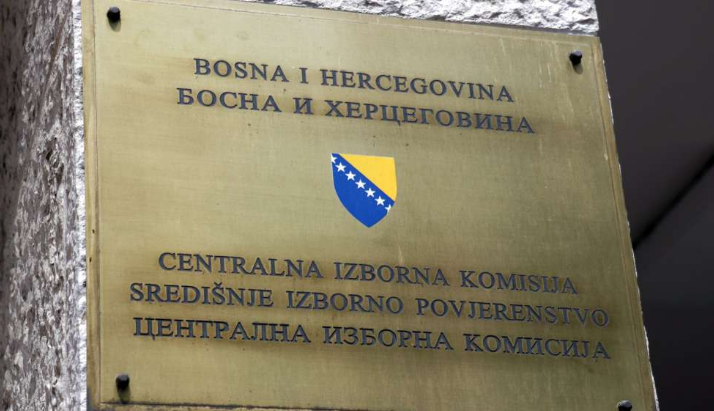 BOSNA I HERCEGOVINA
БОСНА И ХЕРЦЕГОВИНА
CENTRALNA IZBORNA KOMISIJA
SREDIŠNJE IZBORNO POVJERENSTVO
ЦЕНТРАЛНА ИЗБОРНА КОМИСИЈА